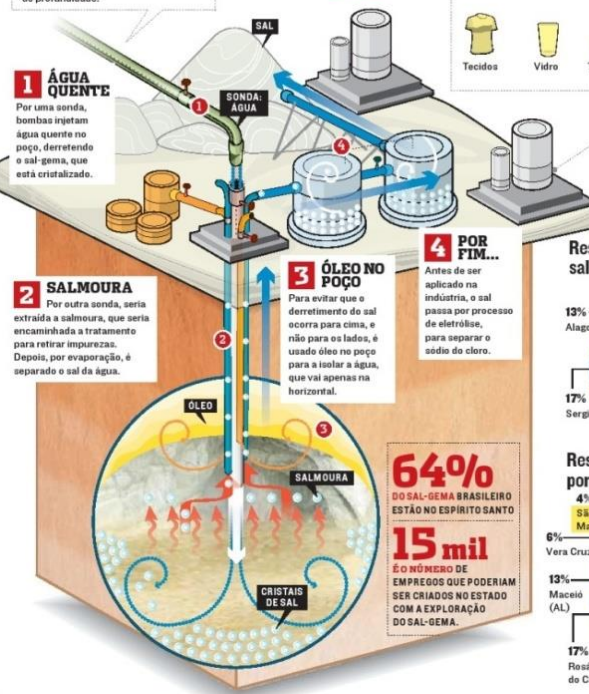 SAL
Tecidos
Vidro
1 ÁGUA
QUENTE
Por uma sonda,
bombas injetam
água quente no
poço, derretendo
o sal-gema, que
está cristalizado.
1
SONDA:
ÁGUA
4
2 SALMOURA
Por outra sonda, seria
extraída a salmoura, que seria
encaminhada a tratamento
para retirar impurezas.
Depois, por evaporação, é
separado o sal da água.
2
3 ÓLEO NO
POÇO
Para evitar que o
derretimento do sal
ocorra para cima, e
não para os lados, é
usado óleo no poço
para a isolar a água,
que vai apenas na
horizontal.
4 POR
FIM...
Antes de ser
aplicado na
indústria, o sal
passa por processo
de eletrólise,
para separar o
sódio do cloro.
ÓLEO
3
SALMOURA
CRISTAIS
DE SAL
64%
DO SAL-GEMA BRASILEIRO
ESTÃO NO ESPÍRITO SANTO
15 mil
É O NÚMERO DE
EMPREGOS QUE PODERIAM
SER CRIADOS NO ESTADO
COM A EXPLORAÇÃO
DO SAL-GEMA.
sal
13%
17%
por
4%
6%
Vera Cruz
13%
Maceió
(AL)
17%